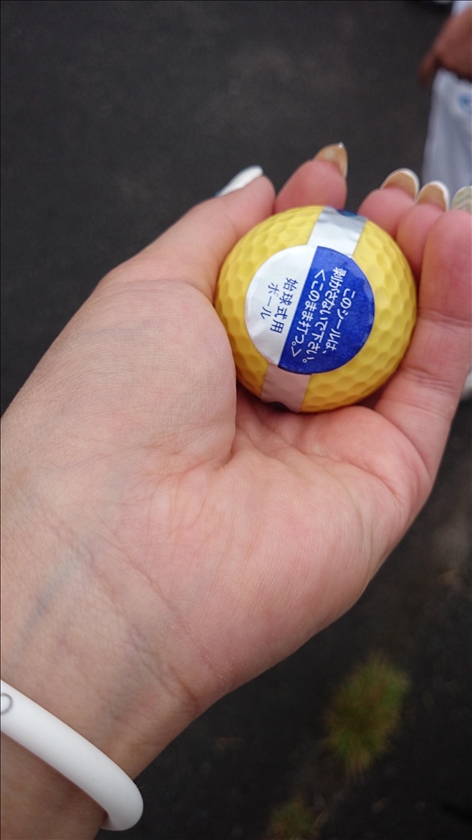 始球式用
ボール
このシールは、
剥がさないで下さい。
<このまま打つ。>